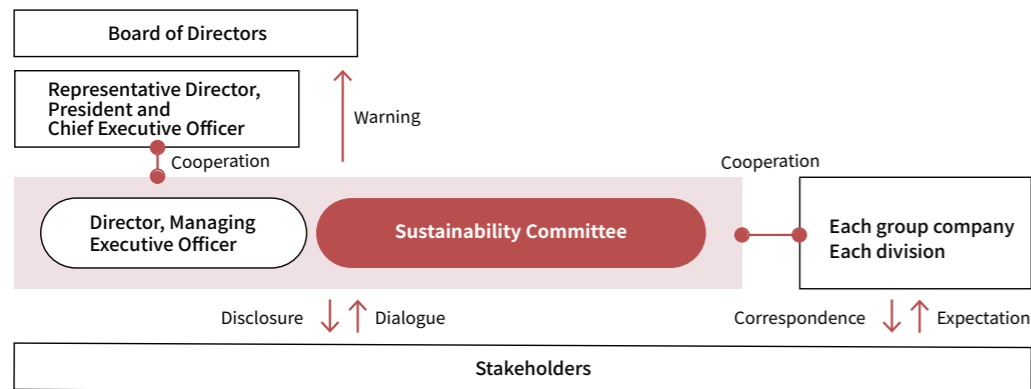 Board of Directors
Representative Director,
President and
Chief Executive Officer
Warning
Cooperation
Cooperation
Director, Managing
Executive Officer
Sustainability Committee
Each group company
Each division
Disclosure
Dialogue
Correspondence
Expectation
Stakeholders